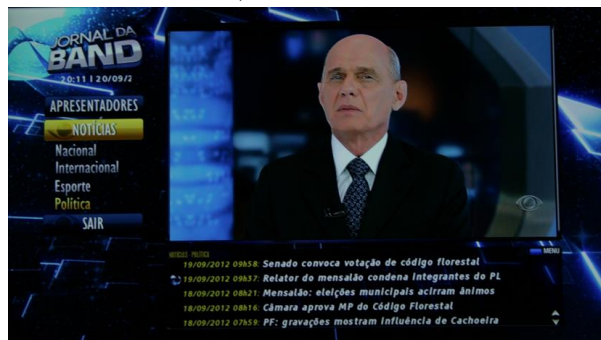 JORNAL DA
BAND
20:11 | 20/09/2
APRESENTADORES
NOTÍCIAS
Nacional
Internacional
Esporte
Política
SAIR
NOTÍCIAS - POLÍTICA
MENU
19/09/2012 09h58: Senado convoca votação de código florestal
19/09/2012 09h37: Relator do mensalão condena integrantes do PL
18/09/2012 08h21: Mensalão: eleições municipais acirram ânimos
18/09/2012 08h16: Câmara aprova MP do Código Florestal
18/09/2012 07h59: PF: gravações mostram influência de Cachoeira